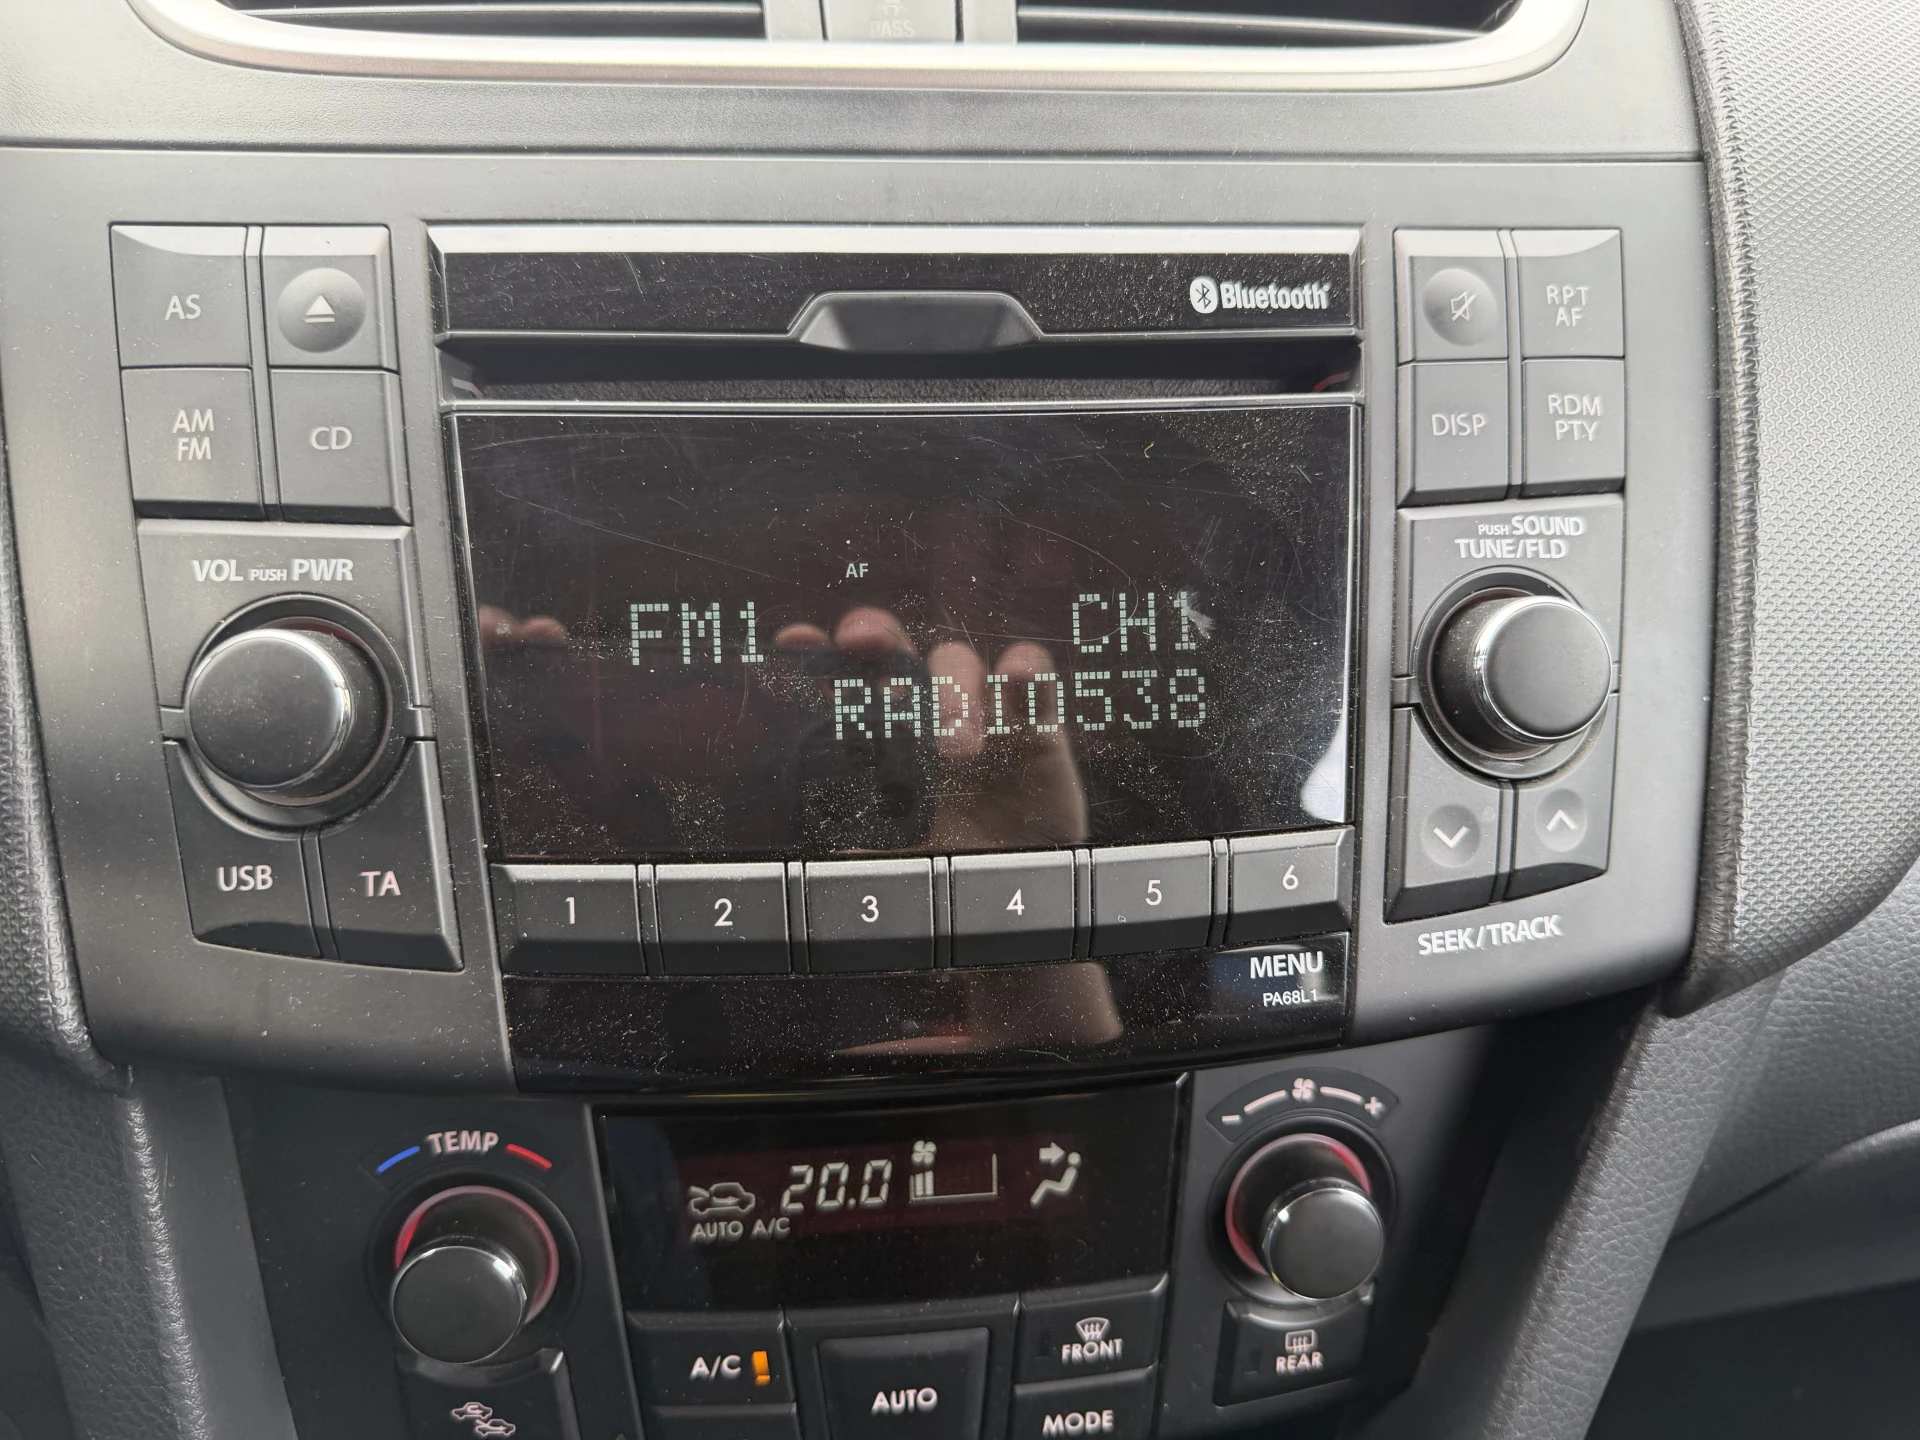 PASS
AS
Bluetooth
RPT
AF
AM
FM
CD
DISP
RDM
PTY
VOL PUSH PWR
PUSH SOUND
TUNE/FLD
AF
FM1 CH1
RADIO538
USB
TA
1 2 3 4 5 6
SEEK/TRACK
MENU
PA68L1
TEMP
- +
20.0
AUTO A/C
A/C
AUTO
FRONT
REAR
MODE